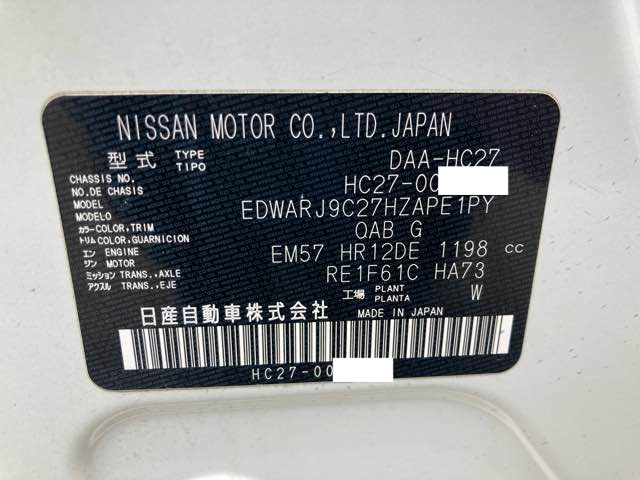 NISSAN MOTOR CO.,LTD.JAPAN
型式 TYPE TIPO DAA-HC27
CHASSIS NO. NO.DE CHASIS HC27-00
MODEL MODELO EDWARJ9C27HZAPE1PY
カラー COLOR,TRIM トリム COLOR,GUARNICION QAB G
エンジン ENGINE MOTOR EM57 HR12DE 1198 cc
ミッション TRANS.,AXLE アクスル TRANS.,EJE RE1F61C HA73
工場 PLANT PLANTA W
日産自動車株式会社 MADE IN JAPAN
HC27-00